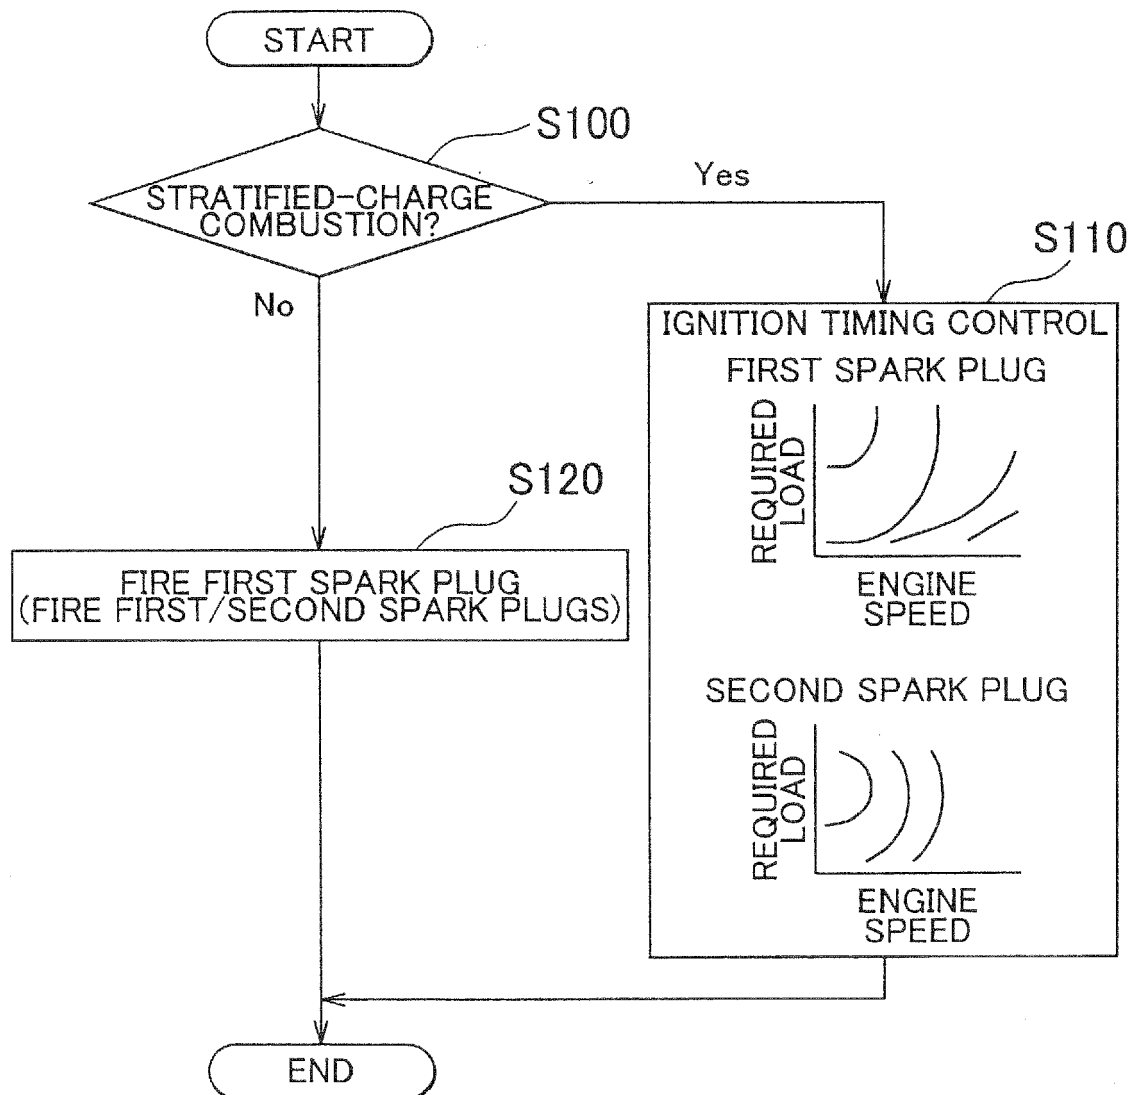 START
S100
STRATIFIED-CHARGE
COMBUSTION?
Yes
No
S110
IGNITION TIMING CONTROL
FIRST SPARK PLUG
REQUIRED
LOAD
ENGINE
SPEED
S120
FIRE FIRST SPARK PLUG
(FIRE FIRST/SECOND SPARK PLUGS)
SECOND SPARK PLUG
REQUIRED
LOAD
ENGINE
SPEED
END